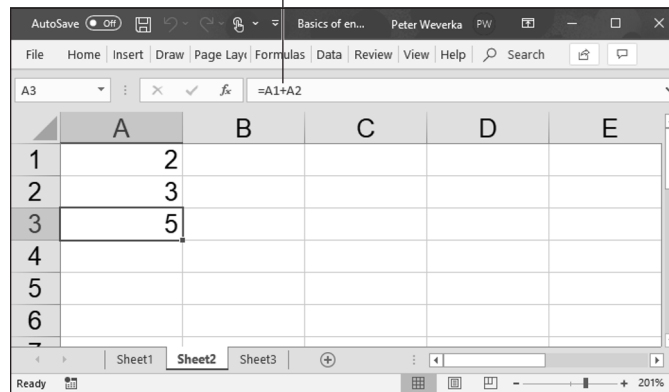 AutoSave Off Basics of en... Peter Weverka PW
File Home Insert Draw Page Layo Formulas Data Review View Help Search
A3 fx =A1+A2
A B C D E
1 2
2 3
3 5
4
5
6
7
Sheet1 Sheet2 Sheet3
Ready 201%